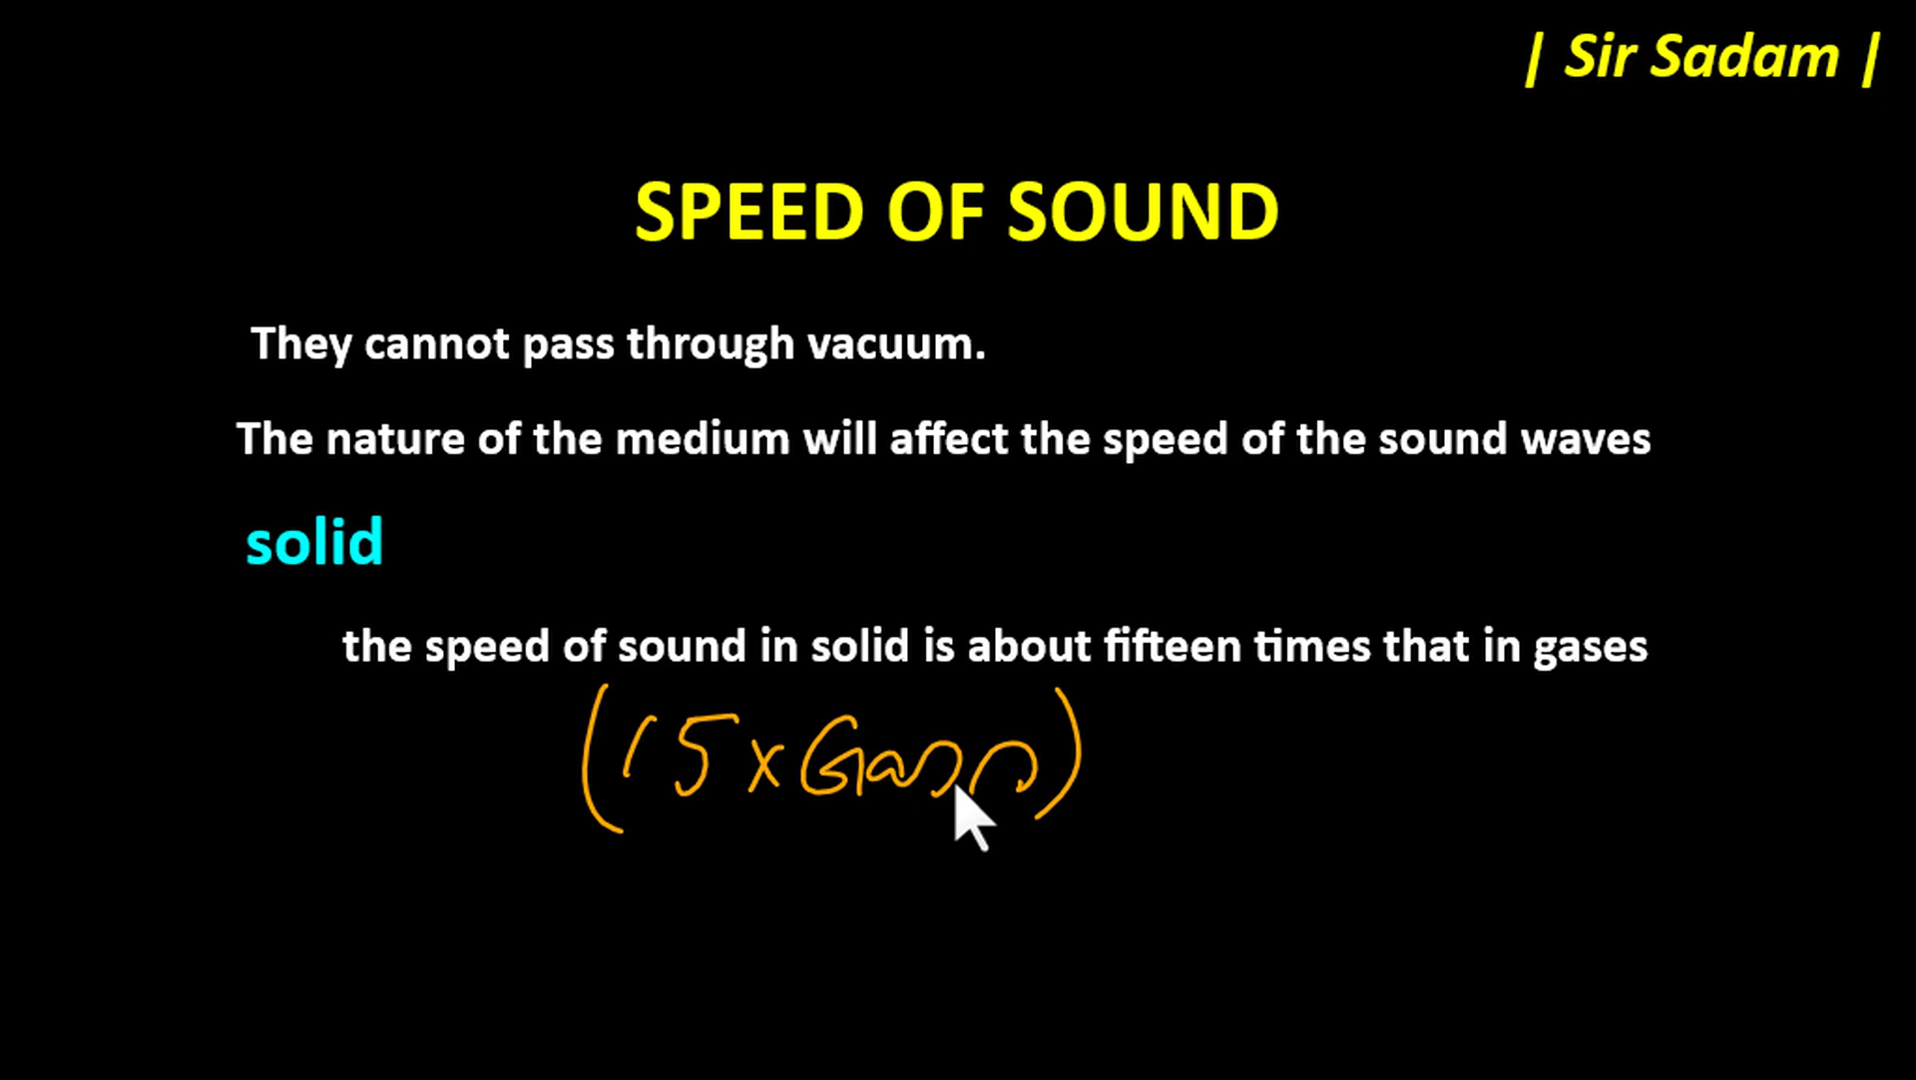 | Sir Sadam |
SPEED OF SOUND
They cannot pass through vacuum.
The nature of the medium will affect the speed of the sound waves
solid
the speed of sound in solid is about fifteen times that in gases
(15 x Gases)